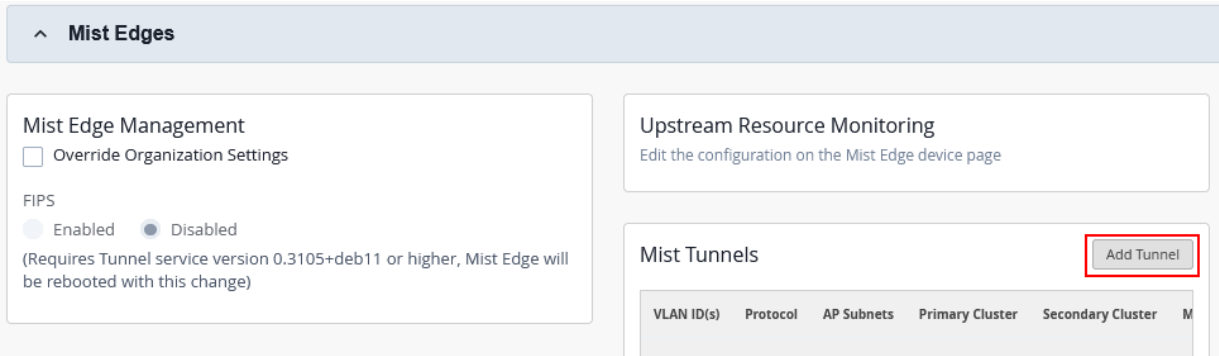 Mist Edges
Mist Edge Management
Override Organization Settings
FIPS
Enabled Disabled
(Requires Tunnel service version 0.3105+deb11 or higher, Mist Edge will
be rebooted with this change)
Upstream Resource Monitoring
Edit the configuration on the Mist Edge device page
Mist Tunnels
Add Tunnel
VLAN ID(s) Protocol AP Subnets Primary Cluster Secondary Cluster M